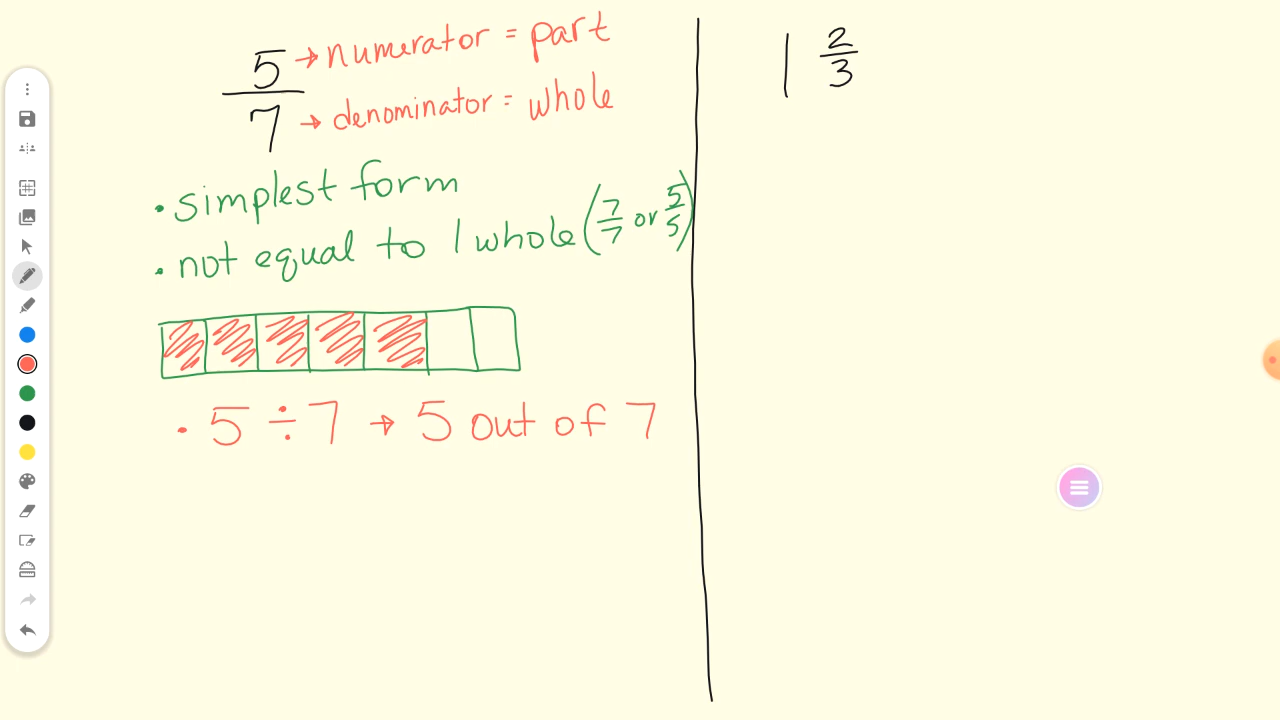 5/7
→ numerator = part
→ denominator = whole
• simplest form
• not equal to 1 whole (7/7 or 5/5)
• 5 ÷ 7 → 5 out of 7
1 2/3